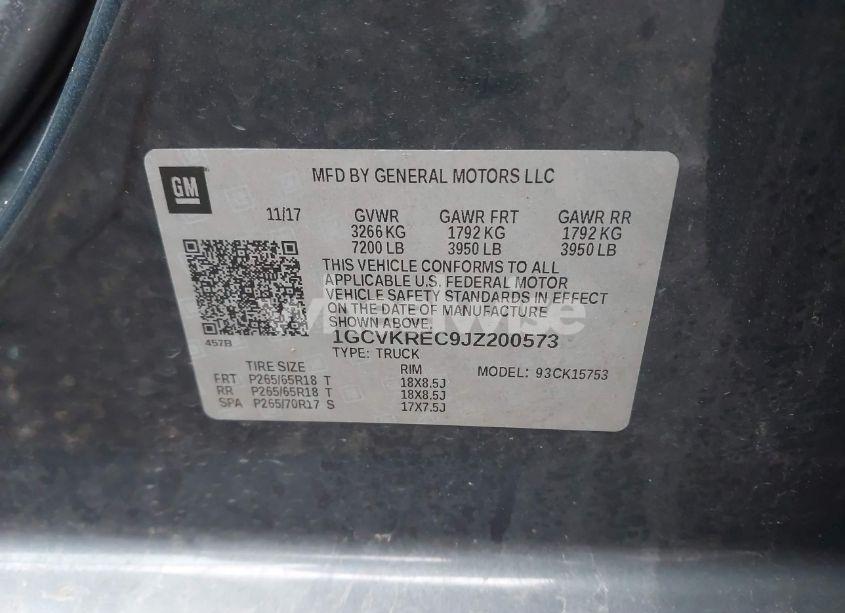 GM
MFD BY GENERAL MOTORS LLC
11/17 GVWR GAWR FRT GAWR RR
3266 KG 1792 KG 1792 KG
7200 LB 3950 LB 3950 LB
THIS VEHICLE CONFORMS TO ALL
APPLICABLE U.S. FEDERAL MOTOR
VEHICLE SAFETY STANDARDS IN EFFECT
ON THE DATE OF MANUFACTURE
SHOWN ABOVE.
457B
1GCVKREC9JZ200573
TYPE: TRUCK
MODEL: 93CK15753
TIRE SIZE RIM
FRT P265/65R18 T 18X8.5J
RR P265/65R18 T 18X8.5J
SPA P265/70R17 S 17X7.5J